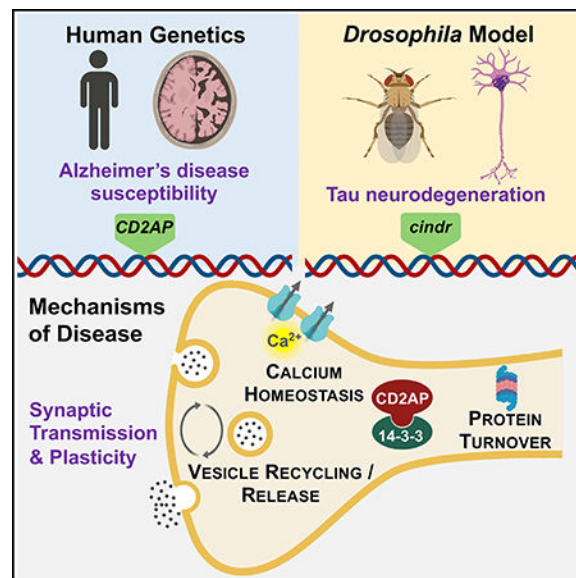 Human Genetics
Alzheimer's disease
susceptibility
CD2AP
Drosophila Model
Tau neurodegeneration
cindr
Mechanisms
of Disease
Synaptic
Transmission
& Plasticity
Ca²⁺
CALCIUM
HOMEOSTASIS
CD2AP
14-3-3
PROTEIN
TURNOVER
VESICLE RECYCLING /
RELEASE